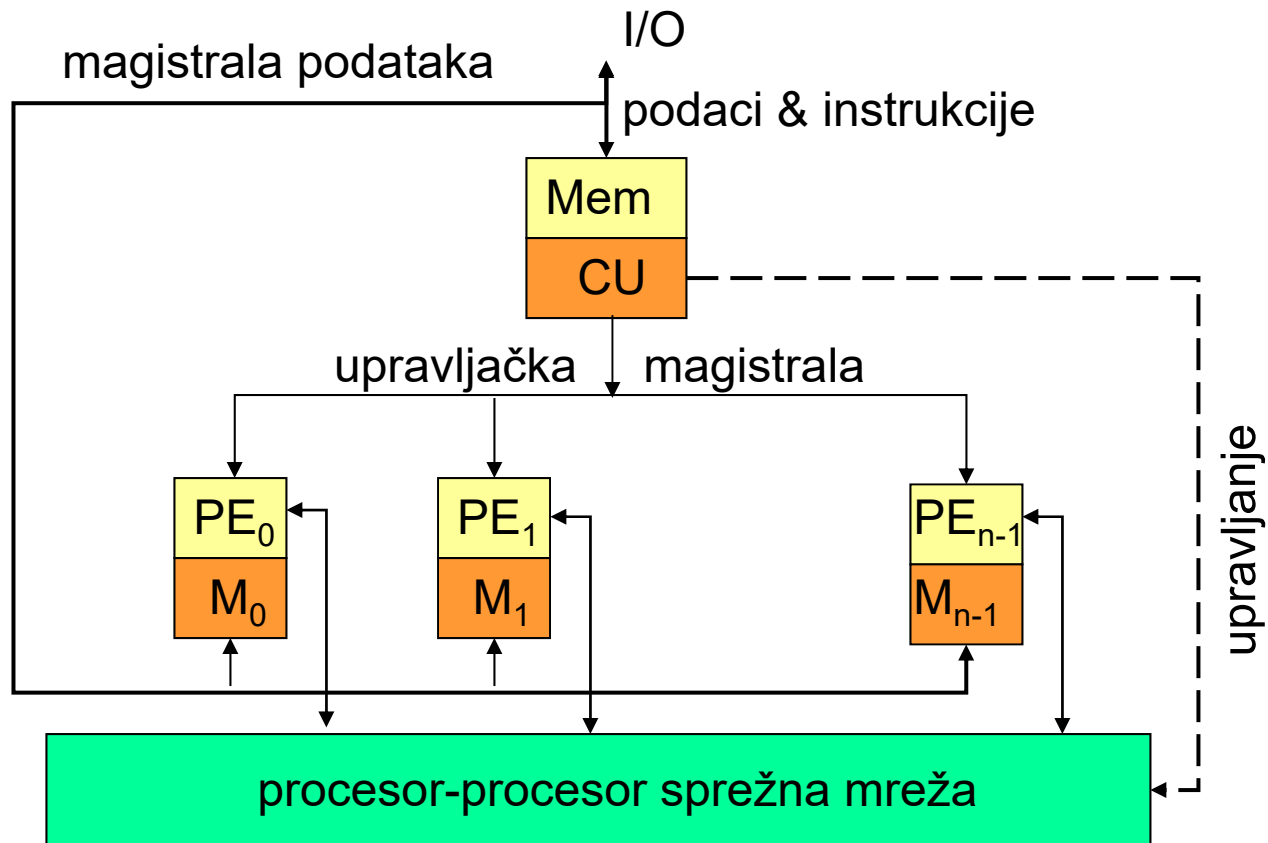 I/O
magistrala podataka
podaci & instrukcije
Mem
CU
upravljačka magistrala
upravljanje
PE₀ PE₁ PEₙ₋₁
M₀ M₁ Mₙ₋₁
procesor-procesor sprežna mreža